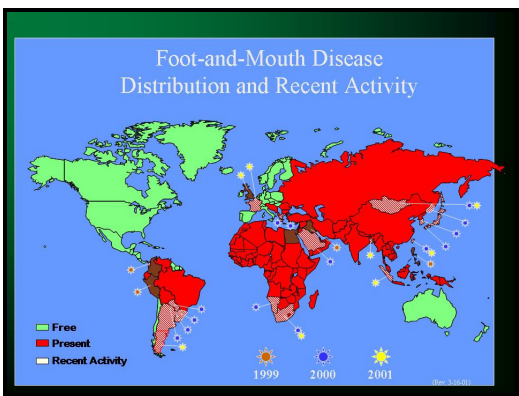 Foot-and-Mouth Disease
Distribution and Recent Activity
Free
Present
Recent Activity
1999 2000 2001
(Rev. 3-16-01)